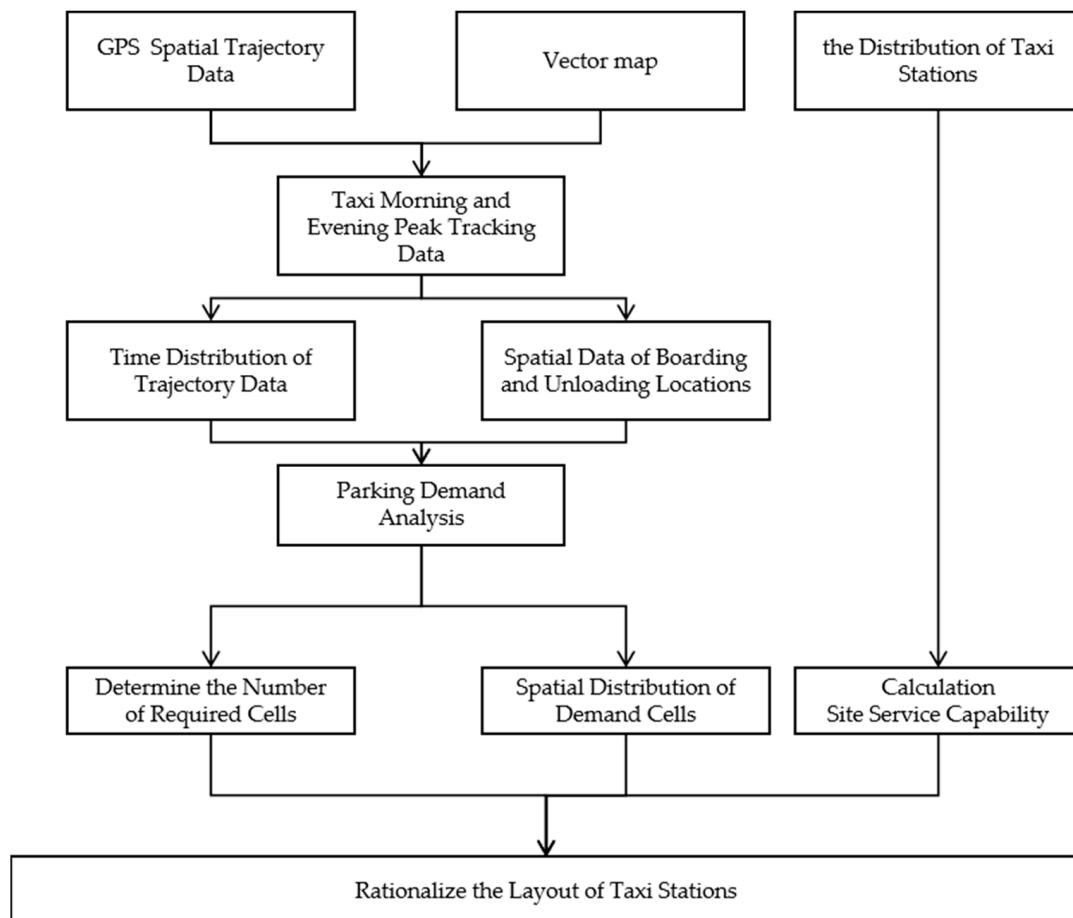 GPS Spatial Trajectory
Data
Vector map
the Distribution of Taxi
Stations
Taxi Morning and
Evening Peak Tracking
Data
Time Distribution of
Trajectory Data
Spatial Data of Boarding
and Unloading Locations
Parking Demand
Analysis
Determine the Number
of Required Cells
Spatial Distribution of
Demand Cells
Calculation
Site Service Capability
Rationalize the Layout of Taxi Stations